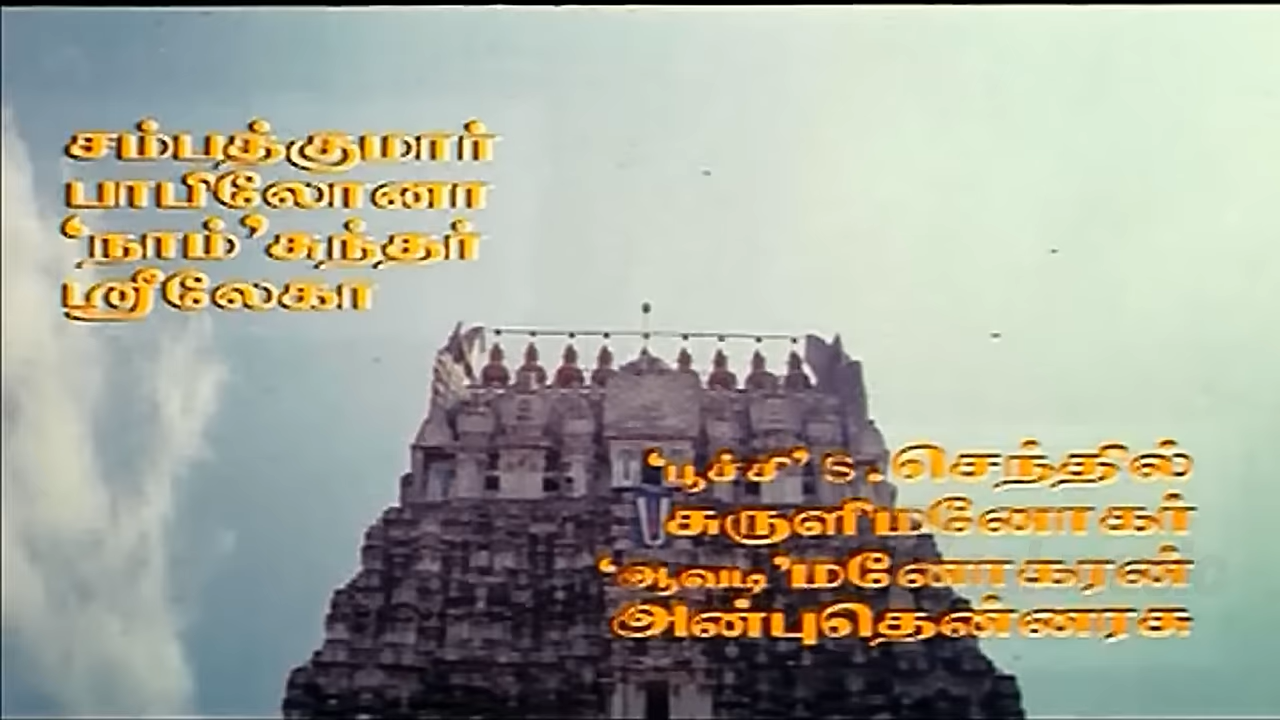 சம்பத்குமார்
பாபிலோனா
‘நாம்’ சுந்தர்
ஸ்ரீலேகா
‘பூச்சி’ S.செந்தில்
சுருளிமனோகர்
‘ஆவடி’மனோகரன்
அன்புதென்னரசு